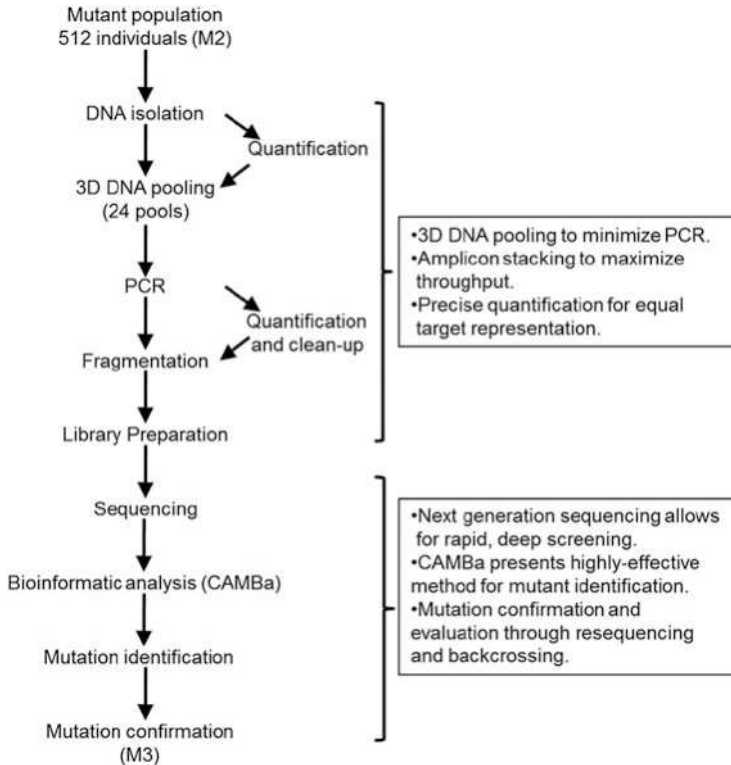 Mutant population
512 individuals (M2)
DNA isolation
Quantification
3D DNA pooling
(24 pools)
PCR
Quantification
and clean-up
Fragmentation
Library Preparation
•3D DNA pooling to minimize PCR.
•Amplicon stacking to maximize
throughput.
•Precise quantification for equal
target representation.
Sequencing
Bioinformatic analysis (CAMBa)
Mutation identification
Mutation confirmation
(M3)
•Next generation sequencing allows
for rapid, deep screening.
•CAMBa presents highly-effective
method for mutant identification.
•Mutation confirmation and
evaluation through resequencing
and backcrossing.